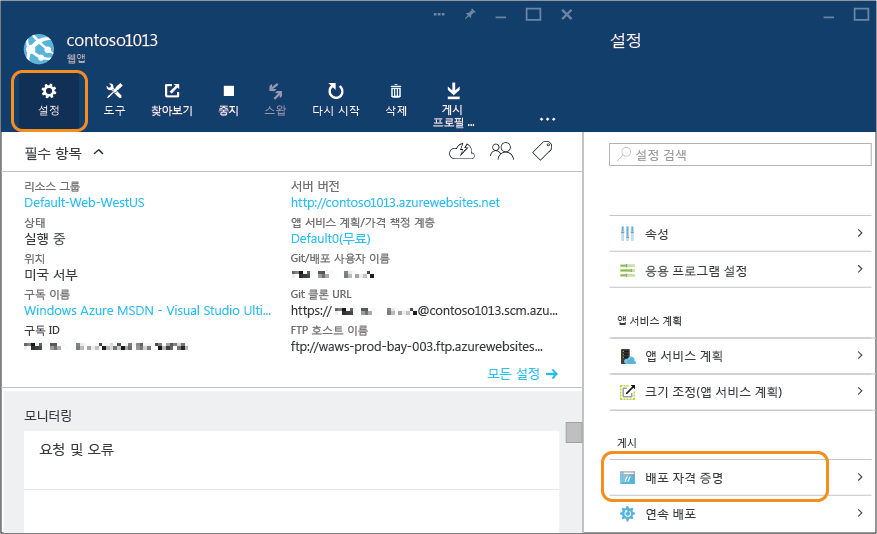 contoso1013
웹앱
설정
도구
찾아보기
중지
스왑
다시 시작
삭제
게시
프로필 ...
필수 항목
리소스 그룹
Default-Web-WestUS
상태
실행 중
위치
미국 서부
구독 이름
Windows Azure MSDN - Visual Studio Ulti...
구독 ID
서버 버전
http://contoso1013.azurewebsites.net
앱 서비스 계획/가격 책정 계층
Default0(무료)
Git/배포 사용자 이름
Git 클론 URL
https:// @contoso1013.scm.azu...
FTP 호스트 이름
ftp://waws-prod-bay-003.ftp.azurewebsites...
모든 설정
모니터링
요청 및 오류
설정
설정 검색
속성
응용 프로그램 설정
앱 서비스 계획
앱 서비스 계획
크기 조정(앱 서비스 계획)
게시
배포 자격 증명
연속 배포